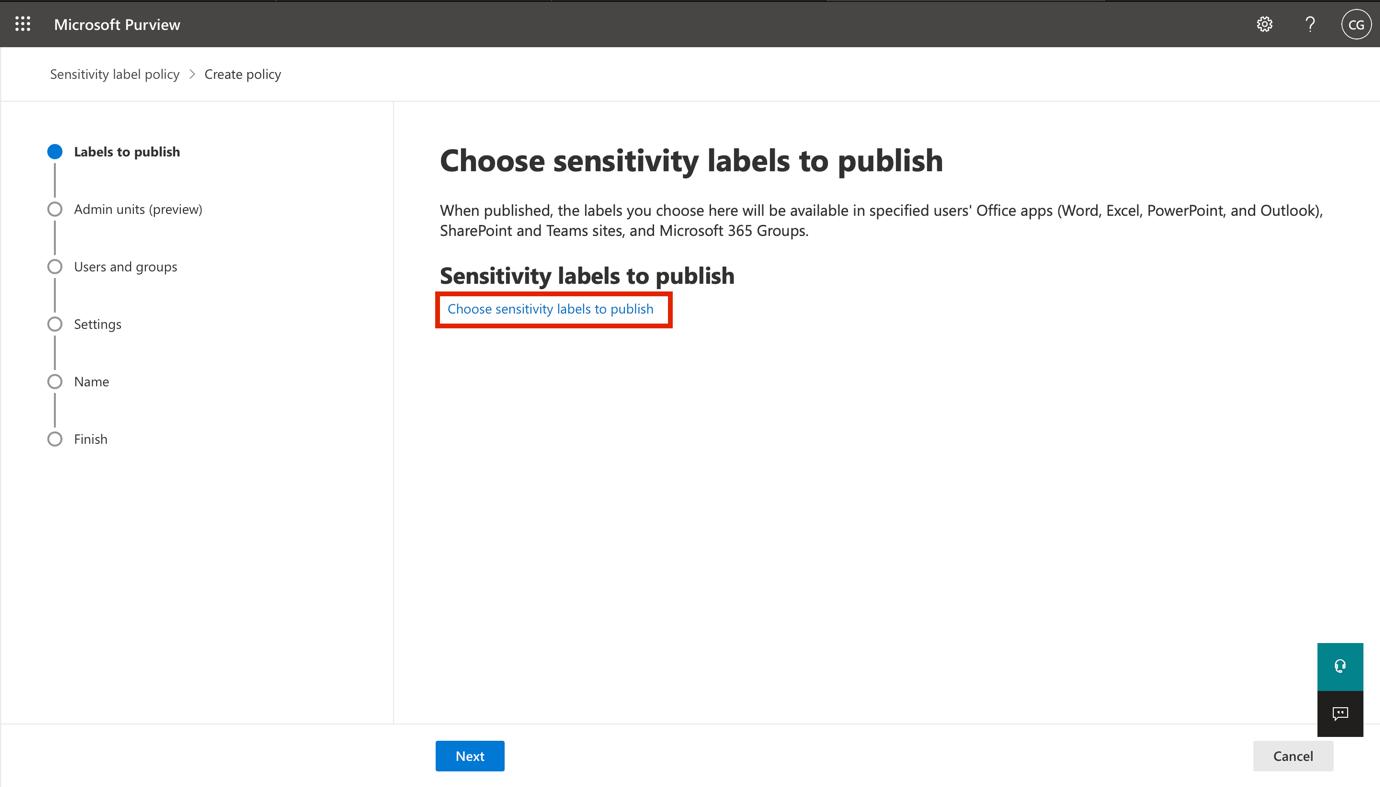 Microsoft Purview
?
CG
Sensitivity label policy > Create policy
Labels to publish
Admin units (preview)
Users and groups
Settings
Name
Finish
Choose sensitivity labels to publish
When published, the labels you choose here will be available in specified users' Office apps (Word, Excel, PowerPoint, and Outlook),
SharePoint and Teams sites, and Microsoft 365 Groups.
Sensitivity labels to publish
Choose sensitivity labels to publish
Next
Cancel